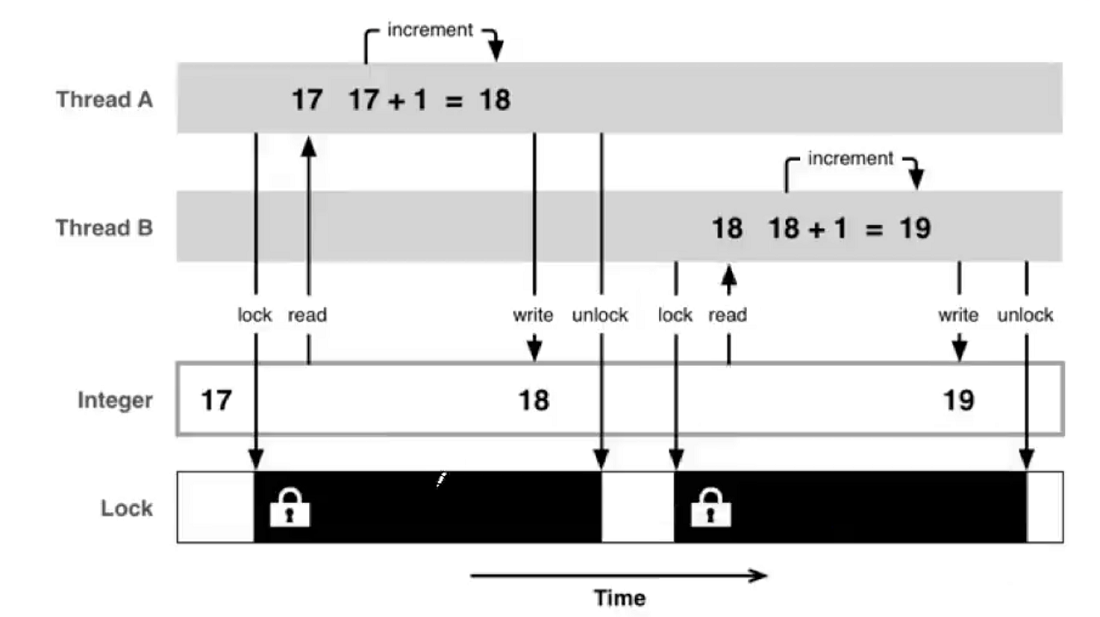 increment
Thread A
17 17 + 1 = 18
increment
Thread B
18 18 + 1 = 19
lock read write unlock lock read write unlock
Integer
17 18 19
Lock
Time